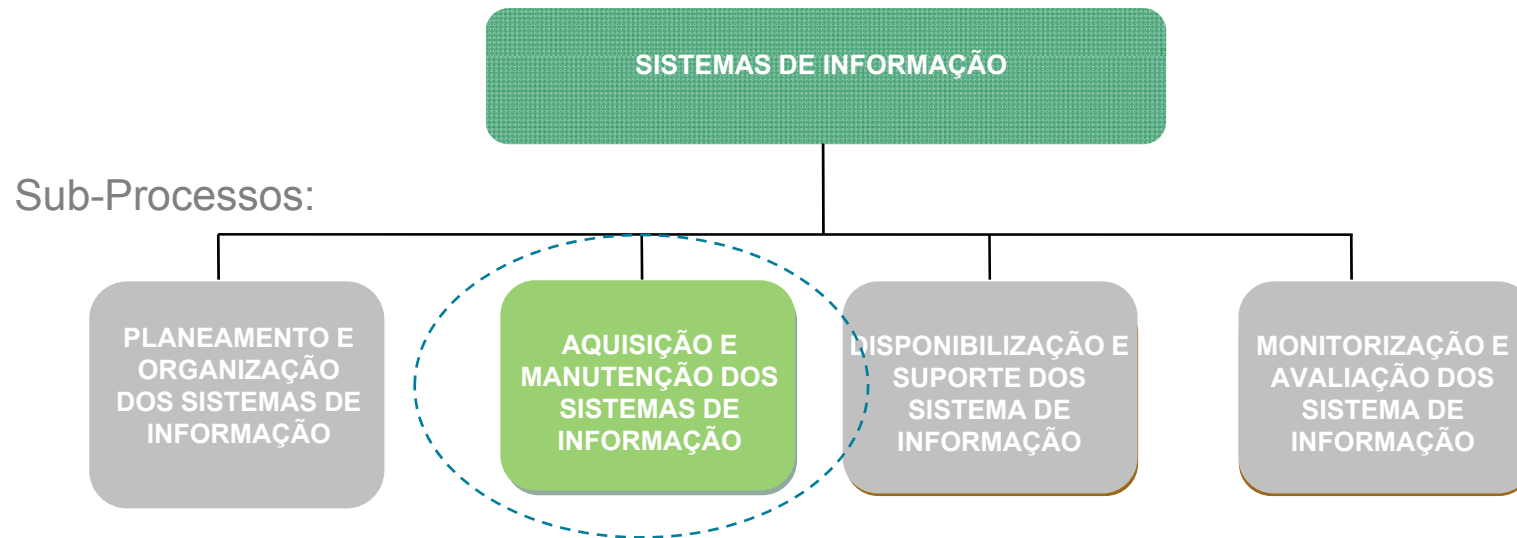 SISTEMAS DE INFORMAÇÃO
Sub-Processos:
PLANEAMENTO E
ORGANIZAÇÃO
DOS SISTEMAS DE
INFORMAÇÃO
AQUISIÇÃO E
MANUTENÇÃO DOS
SISTEMAS DE
INFORMAÇÃO
DISPONIBILIZAÇÃO E
SUPORTE DOS
SISTEMA DE
INFORMAÇÃO
MONITORIZAÇÃO E
AVALIAÇÃO DOS
SISTEMA DE
INFORMAÇÃO